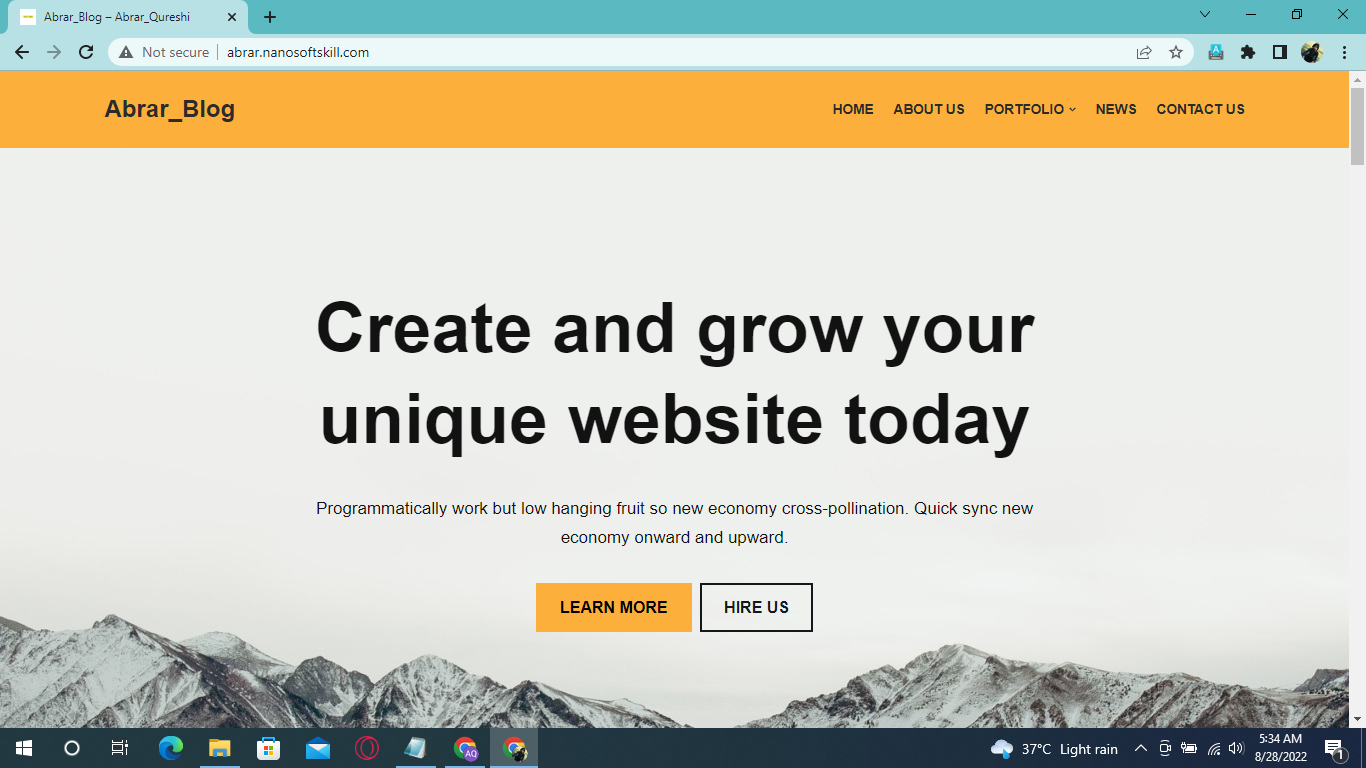 Abrar_Blog – Abrar_Qureshi
Not secure
abrar.nanosoftskill.com
Abrar_Blog
HOME
ABOUT US
PORTFOLIO
NEWS
CONTACT US
Create and grow your
unique website today
Programmatically work but low hanging fruit so new economy cross-pollination. Quick sync new
economy onward and upward.
LEARN MORE
HIRE US
AQ
37°C Light rain
5:34 AM
8/28/2022
1